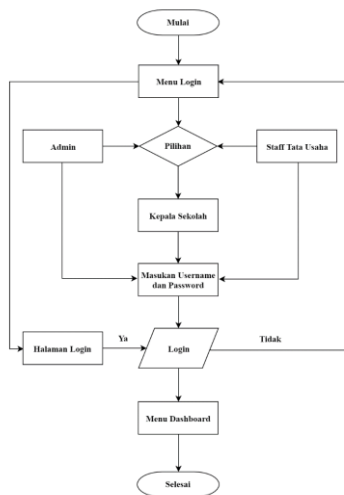 Mulai
Menu Login
Admin
Pilihan
Staff Tata Usaha
Kepala Sekolah
Masukan Username
dan Password
Halaman Login
Ya
Login
Tidak
Menu Dashboard
Selesai